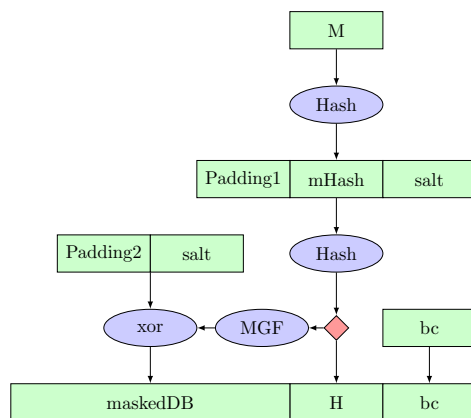 M
Hash
Padding1 mHash salt
Hash
Padding2 salt
xor MGF bc
maskedDB H bc